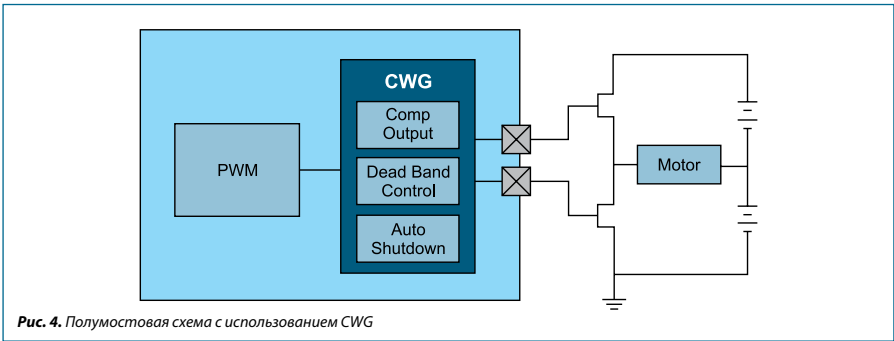 CWG
Comp
Output
PWM
Dead Band
Control
Motor
Auto
Shutdown
Рис. 4. Полумостовая схема с использованием CWG